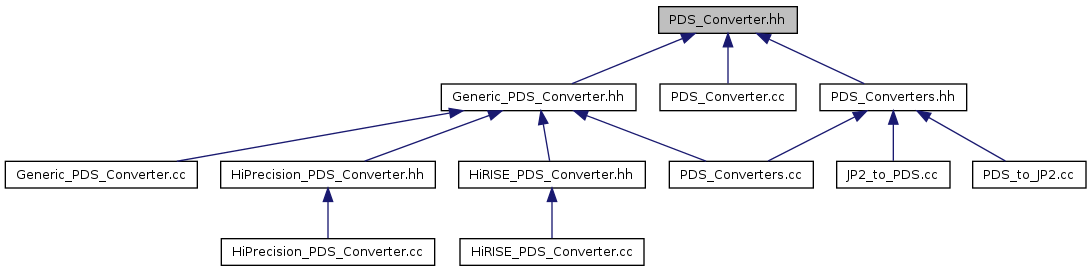 PDS_Converter.hh
Generic_PDS_Converter.hh
PDS_Converter.cc
PDS_Converters.hh
Generic_PDS_Converter.cc
HiPrecision_PDS_Converter.hh
HiRISE_PDS_Converter.hh
PDS_Converters.cc
JP2_to_PDS.cc
PDS_to_JP2.cc
HiPrecision_PDS_Converter.cc
HiRISE_PDS_Converter.cc